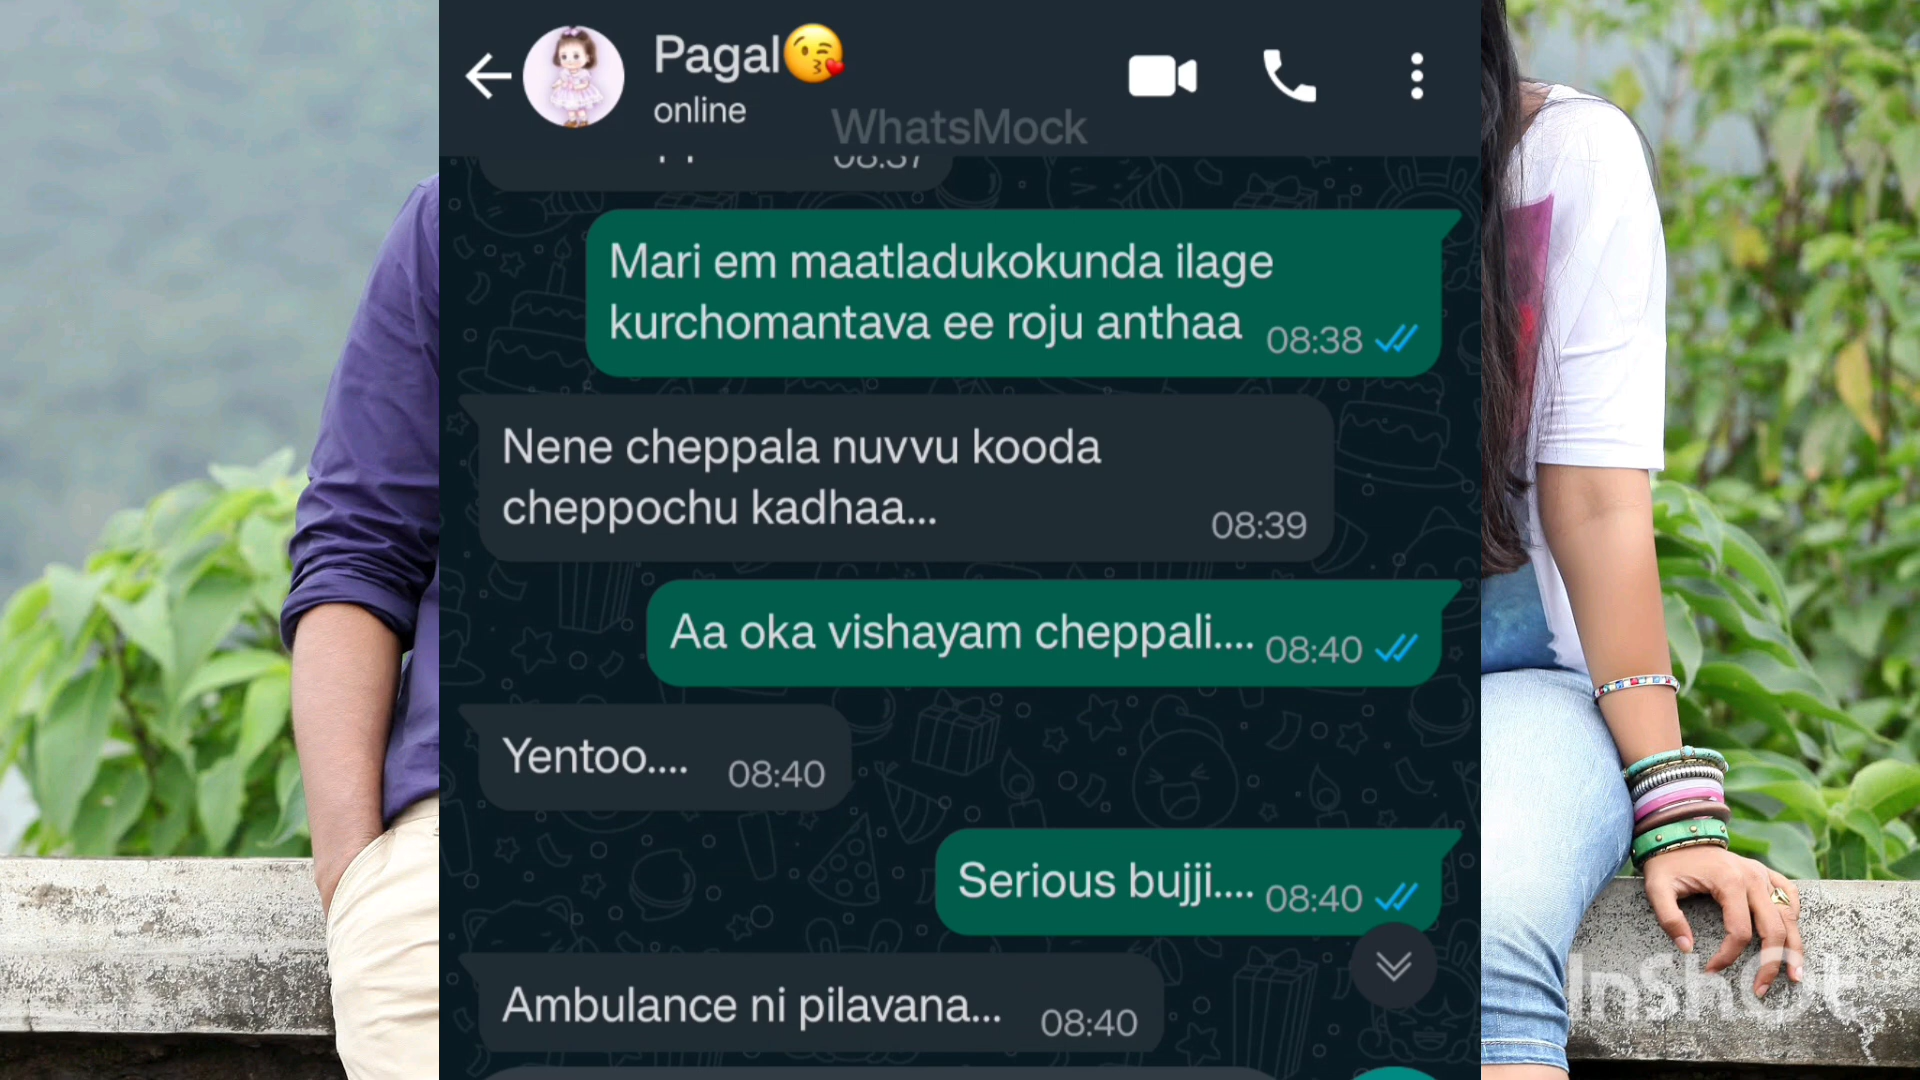 Pagal😘
online
WhatsMock
08:37
Mari em maatladukokunda ilage
kurchomantava ee roju anthaa 08:38
Nene cheppala nuvvu kooda
cheppochu kadhaa... 08:39
Aa oka vishayam cheppali.... 08:40
Yentoo.... 08:40
Serious bujji.... 08:40
Ambulance ni pilavana... 08:40
InShOt